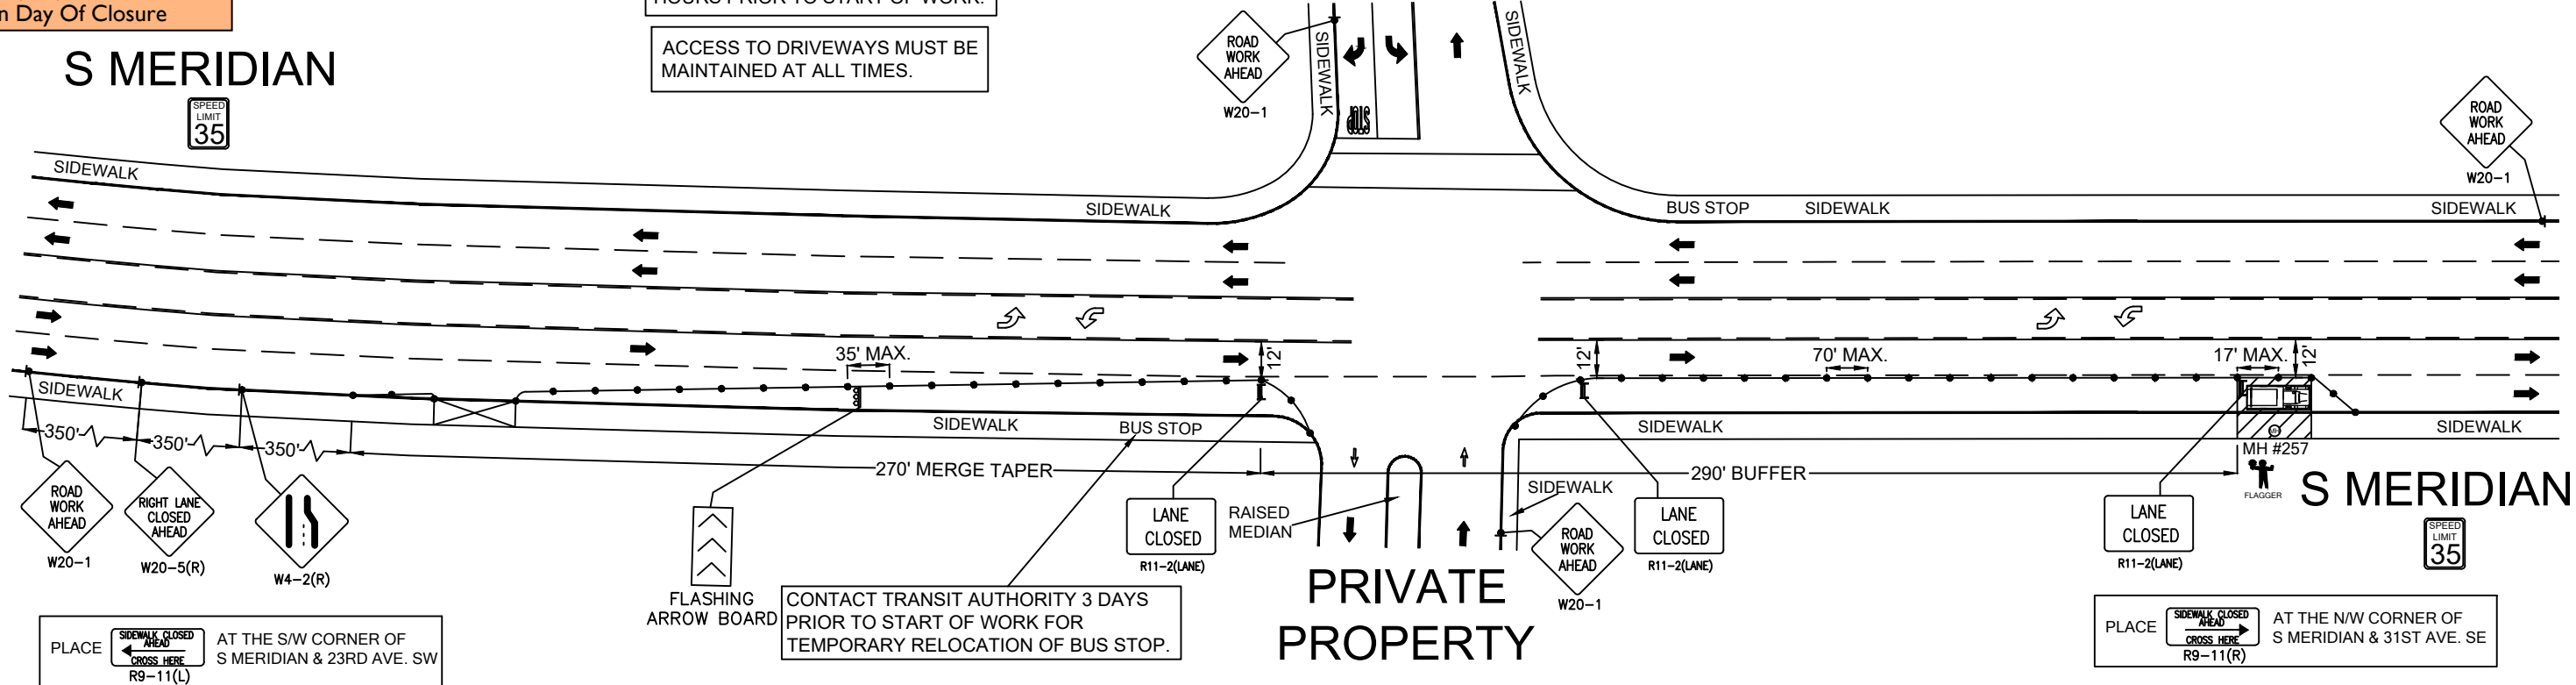 n Day Of Closure
HOURS PRIOR TO START OF WORK.
ACCESS TO DRIVEWAYS MUST BE
MAINTAINED AT ALL TIMES.
S MERIDIAN
SPEED
LIMIT
35
ROAD
WORK
AHEAD
W20-1
SIDEWALK
SIDEWALK
STOP
ROAD
WORK
AHEAD
W20-1
SIDEWALK
SIDEWALK
BUS STOP
SIDEWALK
SIDEWALK
35' MAX.
12'
12'
70' MAX.
17' MAX.
12'
SIDEWALK
350'
350'
350'
SIDEWALK
BUS STOP
SIDEWALK
SIDEWALK
270' MERGE TAPER
290' BUFFER
MH
MH #257
FLAGGER
S MERIDIAN
SPEED
LIMIT
35
ROAD
WORK
AHEAD
W20-1
RIGHT LANE
CLOSED
AHEAD
W20-5(R)
W4-2(R)
FLASHING
ARROW BOARD
LANE
CLOSED
R11-2(LANE)
RAISED
MEDIAN
SIDEWALK
ROAD
WORK
AHEAD
W20-1
LANE
CLOSED
R11-2(LANE)
LANE
CLOSED
R11-2(LANE)
CONTACT TRANSIT AUTHORITY 3 DAYS
PRIOR TO START OF WORK FOR
TEMPORARY RELOCATION OF BUS STOP.
PRIVATE
PROPERTY
PLACE
SIDEWALK CLOSED
AHEAD
CROSS HERE
R9-11(L)
AT THE S/W CORNER OF
S MERIDIAN & 23RD AVE. SW
PLACE
SIDEWALK CLOSED
AHEAD
CROSS HERE
R9-11(R)
AT THE N/W CORNER OF
S MERIDIAN & 31ST AVE. SE